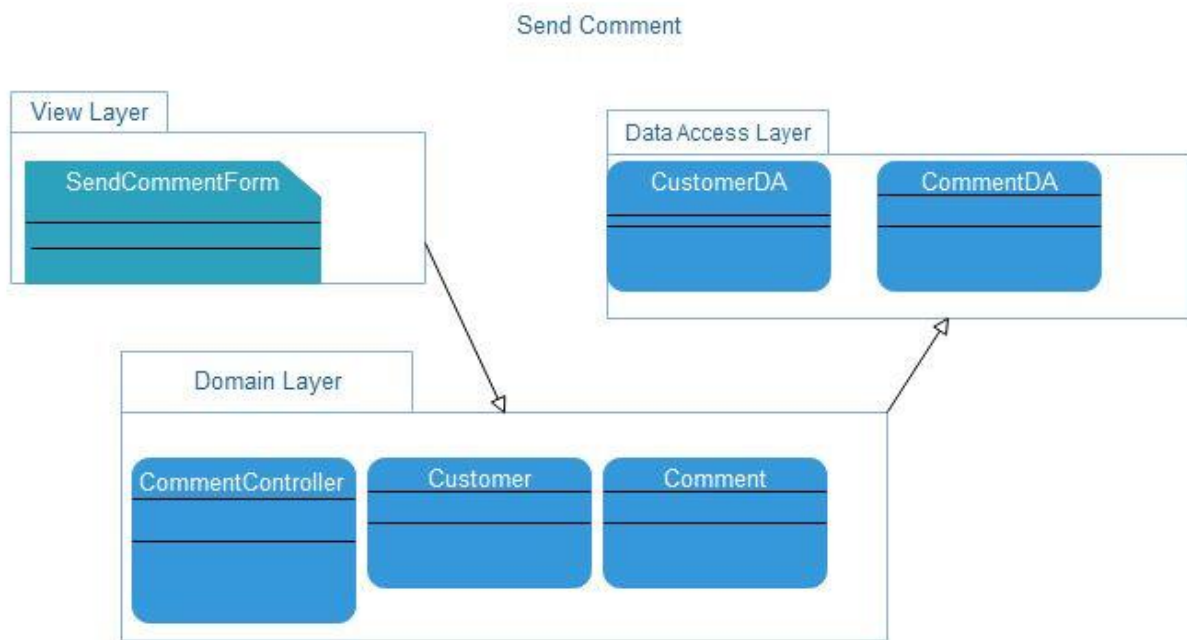 Send Comment
View Layer
SendCommentForm
Data Access Layer
CustomerDA
CommentDA
Domain Layer
CommentController
Customer
Comment